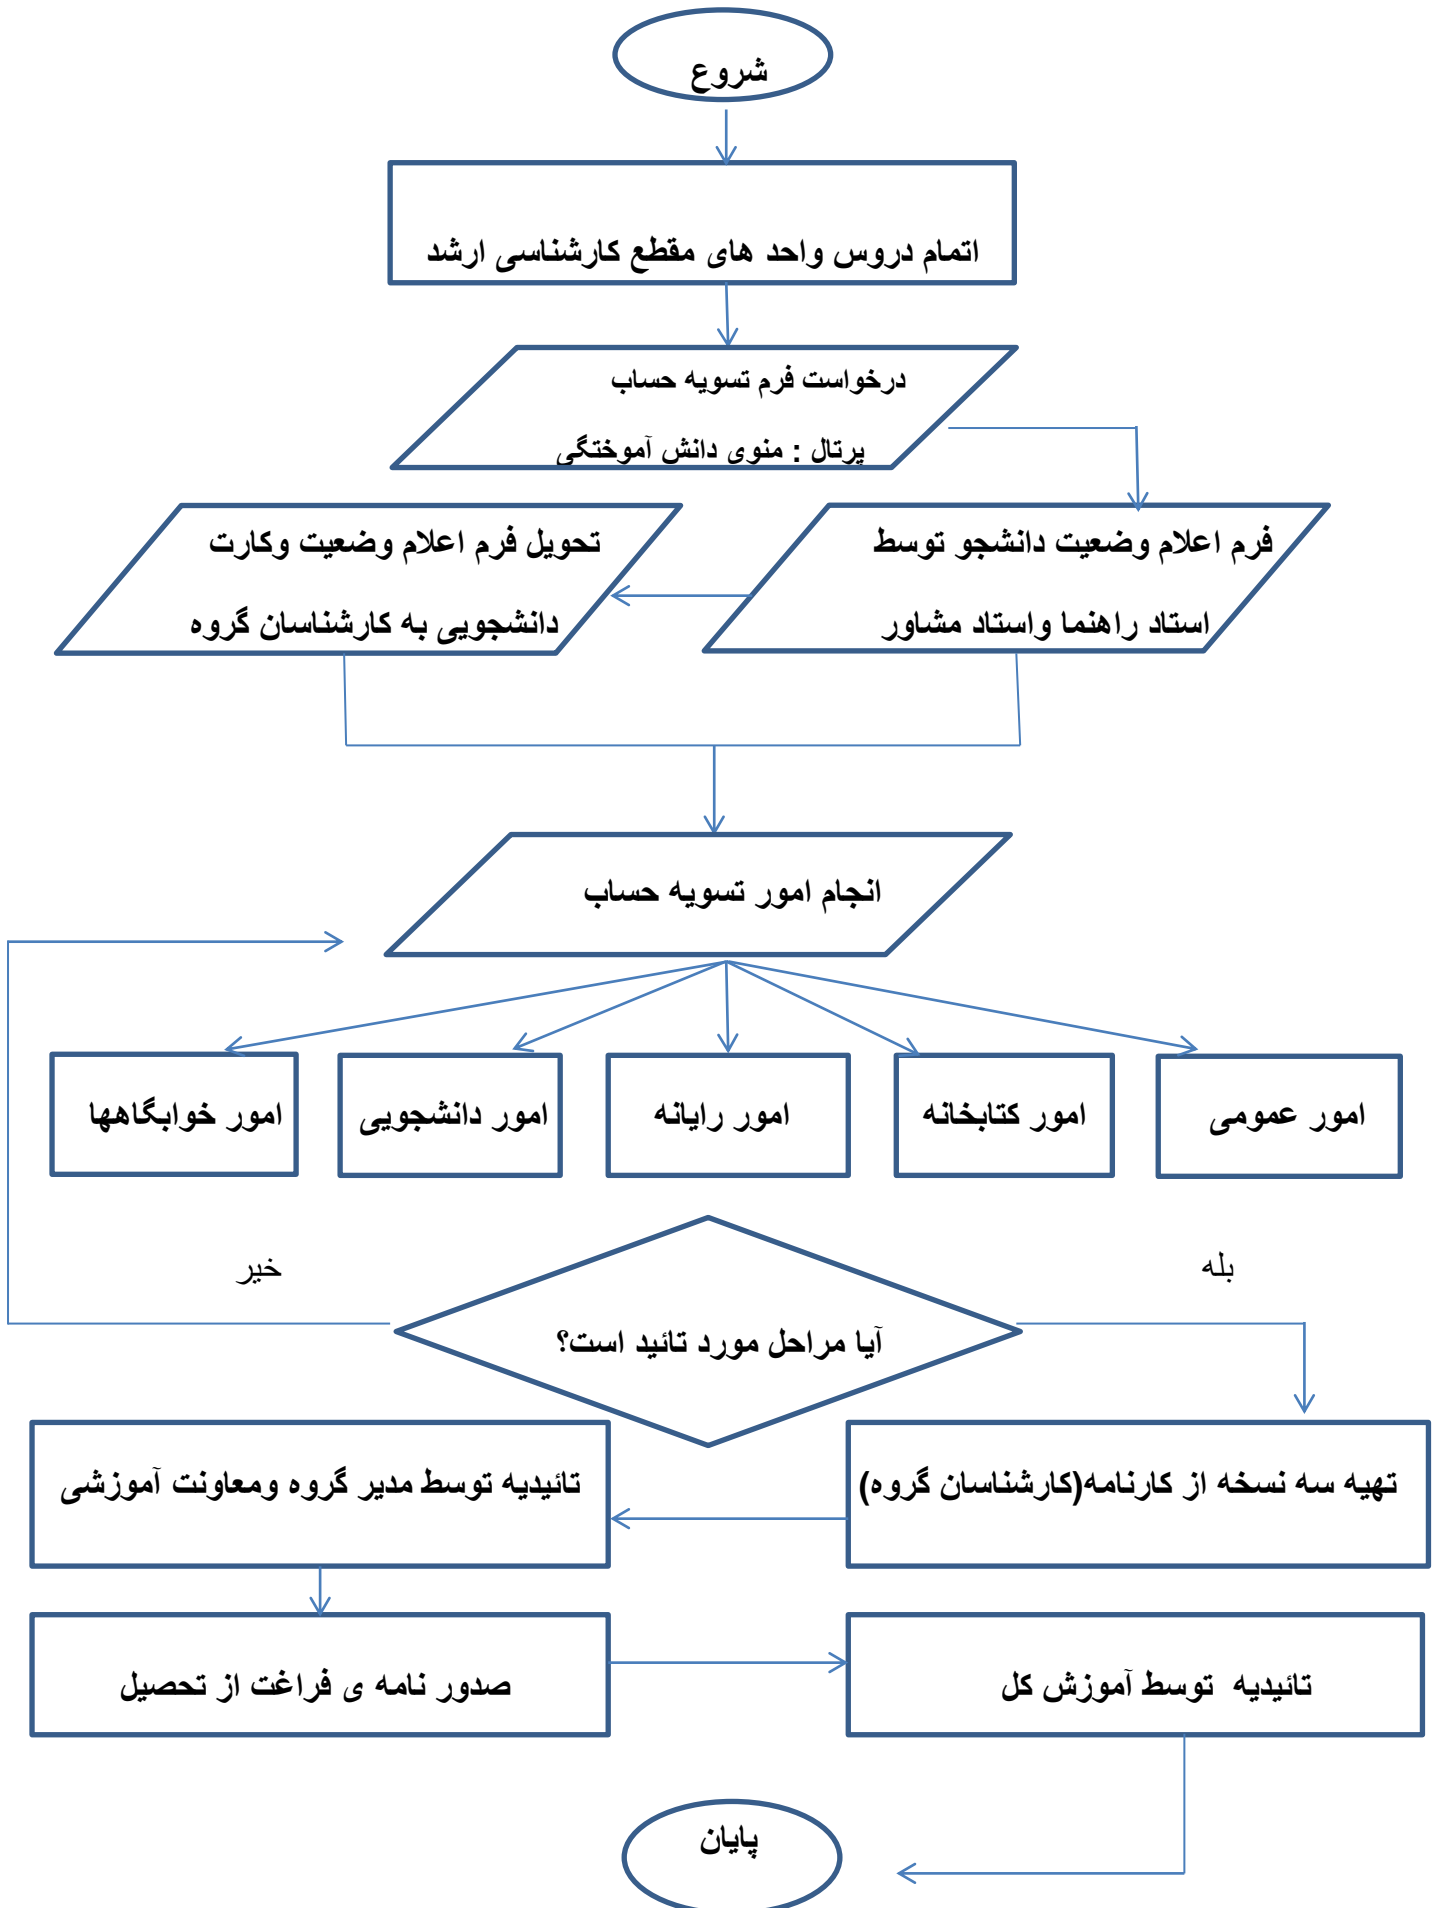 شروع
اتمام دروس واحد های مقطع کارشناسی ارشد
درخواست فرم تسویه حساب
پرتال : منوی دانش آموختگی
فرم اعلام وضعیت دانشجو توسط
استاد راهنما واستاد مشاور
تحویل فرم اعلام وضعیت وکارت
دانشجویی به کارشناسان گروه
انجام امور تسویه حساب
امور عمومی
امور کتابخانه
امور رایانه
امور دانشجویی
امور خوابگاهها
بله
خیر
آیا مراحل مورد تائید است؟
تهیه سه نسخه از کارنامه(کارشناسان گروه)
تائیدیه توسط مدیر گروه ومعاونت آموزشی
صدور نامه ی فراغت از تحصیل
تائیدیه توسط آموزش کل
پایان